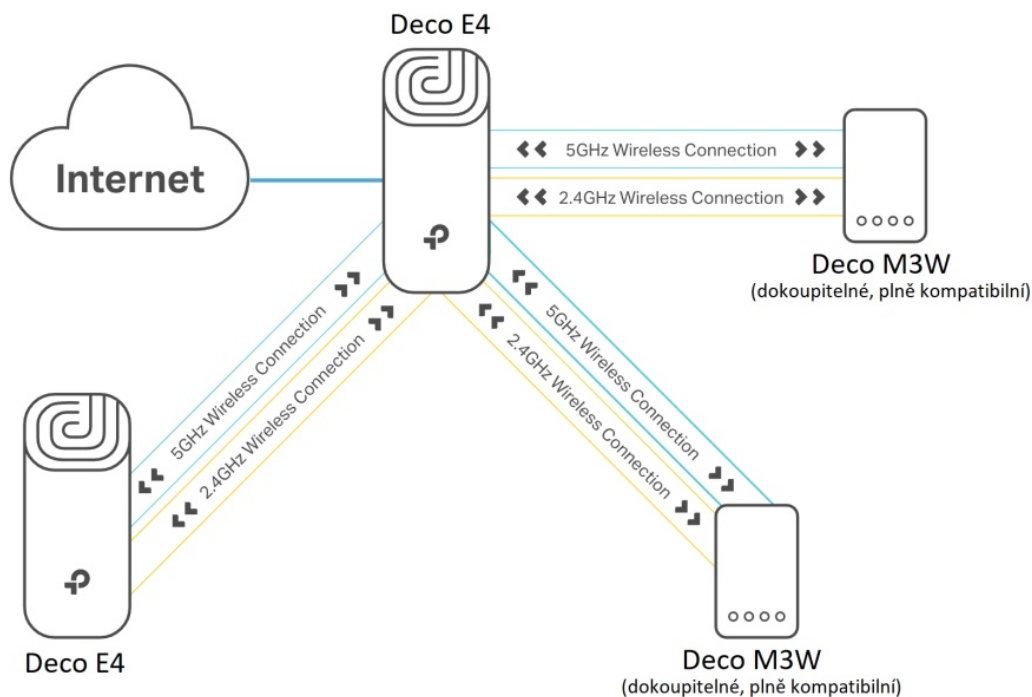 Deco E4
Internet
5GHz Wireless Connection
2.4GHz Wireless Connection
Deco M3W
(dokoupitelné, plně kompatibilní)
5GHz Wireless Connection
2.4GHz Wireless Connection
5GHz Wireless Connection
2.4GHz Wireless Connection
Deco E4
Deco M3W
(dokoupitelné, plně kompatibilní)